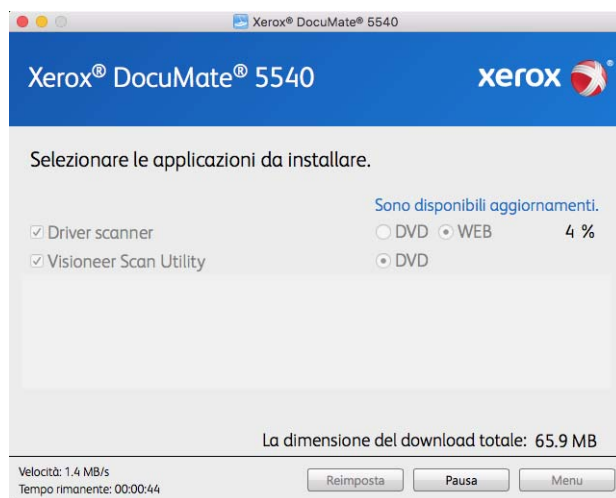 Xerox® DocuMate® 5540
Xerox® DocuMate® 5540
xerox ®
Selezionare le applicazioni da installare.
Sono disponibili aggiornamenti.
Driver scanner DVD WEB 4 %
Visioneer Scan Utility DVD
La dimensione del download totale: 65.9 MB
Velocità: 1.4 MB/s
Tempo rimanente: 00:00:44
Reimposta Pausa Menu